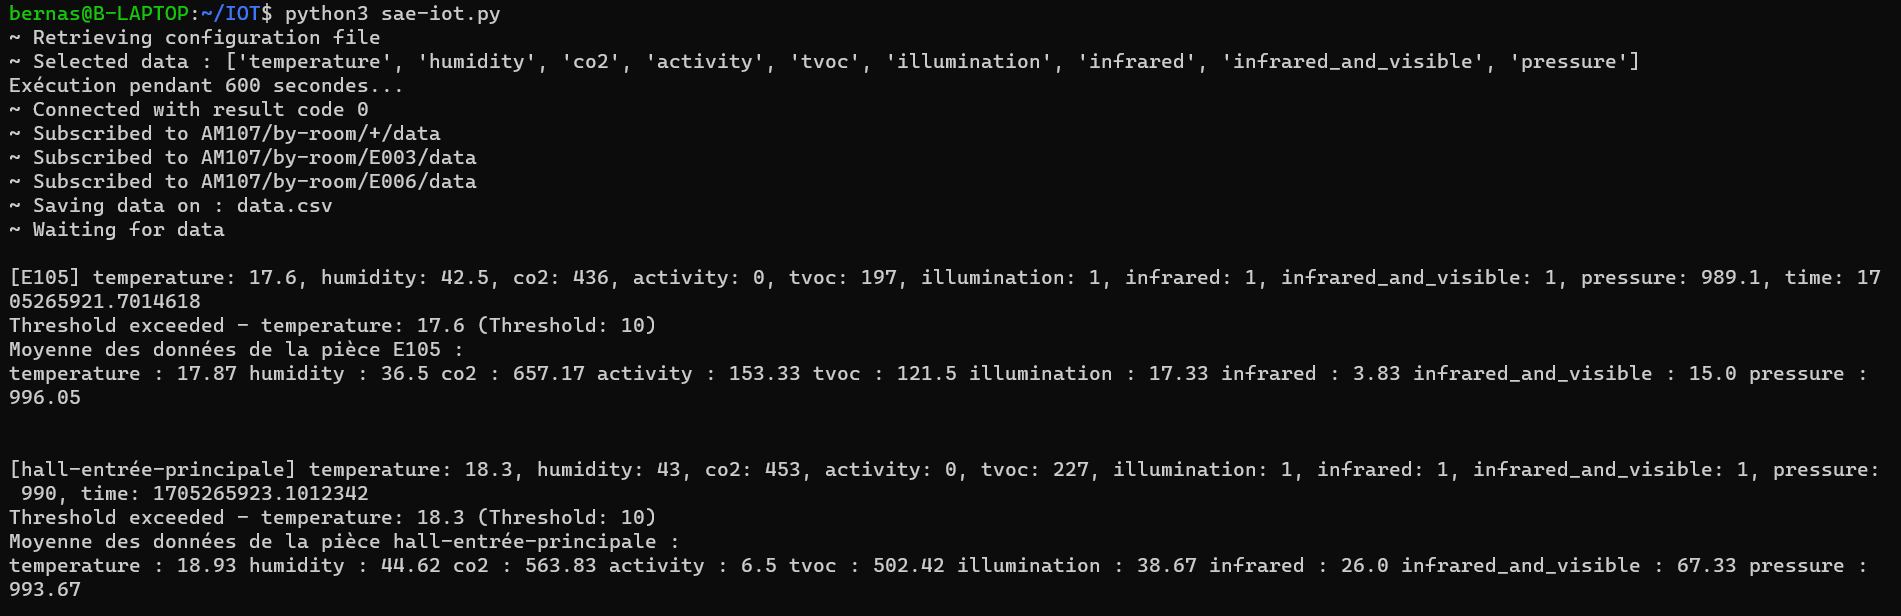 bernas@B-LAPTOP:~/IOT$ python3 sae-iot.py
~ Retrieving configuration file
~ Selected data : ['temperature', 'humidity', 'co2', 'activity', 'tvoc', 'illumination', 'infrared', 'infrared_and_visible', 'pressure']
Exécution pendant 600 secondes...
~ Connected with result code 0
~ Subscribed to AM107/by-room/+/data
~ Subscribed to AM107/by-room/E003/data
~ Subscribed to AM107/by-room/E006/data
~ Saving data on : data.csv
~ Waiting for data
[E105] temperature: 17.6, humidity: 42.5, co2: 436, activity: 0, tvoc: 197, illumination: 1, infrared: 1, infrared_and_visible: 1, pressure: 989.1, time: 17
05265921.7014618
Threshold exceeded - temperature: 17.6 (Threshold: 10)
Moyenne des données de la pièce E105 :
temperature : 17.87 humidity : 36.5 co2 : 657.17 activity : 153.33 tvoc : 121.5 illumination : 17.33 infrared : 3.83 infrared_and_visible : 15.0 pressure :
996.05
[hall-entrée-principale] temperature: 18.3, humidity: 43, co2: 453, activity: 0, tvoc: 227, illumination: 1, infrared: 1, infrared_and_visible: 1, pressure:
990, time: 1705265923.1012342
Threshold exceeded - temperature: 18.3 (Threshold: 10)
Moyenne des données de la pièce hall-entrée-principale :
temperature : 18.93 humidity : 44.62 co2 : 563.83 activity : 6.5 tvoc : 502.42 illumination : 38.67 infrared : 26.0 infrared_and_visible : 67.33 pressure :
993.67